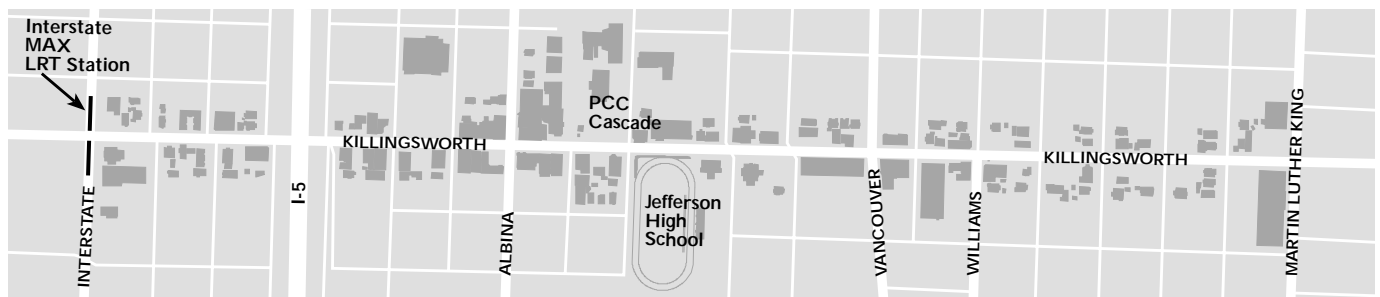 Interstate
MAX
LRT Station
INTERSTATE
I-5
KILLINGSWORTH
ALBINA
PCC
Cascade
Jefferson
High
School
VANCOUVER
WILLIAMS
KILLINGSWORTH
MARTIN LUTHER KING